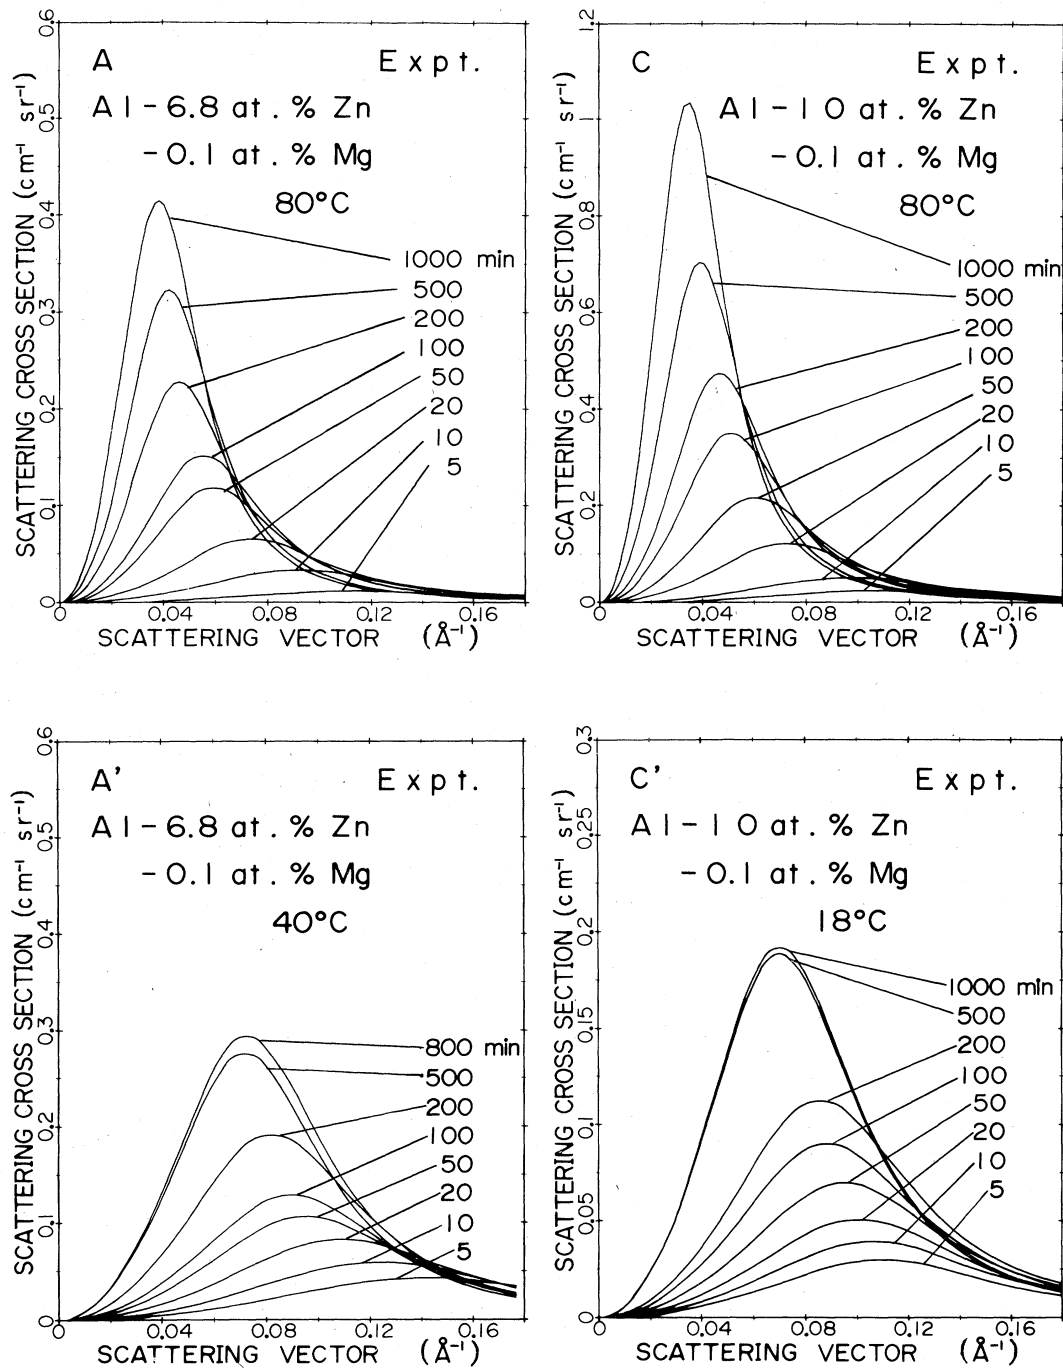 A Expt.
Al-6.8 at. % Zn
-0.1 at. % Mg
80°C
1000 min
500
200
100
50
20
10
5
0.6
0.5
0.4
0.3
0.2
0.1
0
SCATTERING CROSS SECTION (cm⁻¹ sr⁻¹)
0 0.04 0.08 0.12 0.16
SCATTERING VECTOR (Å⁻¹)
C Expt.
Al-10 at. % Zn
-0.1 at. % Mg
80°C
1000 min
500
200
100
50
20
10
5
1.2
1
0.8
0.6
0.4
0.2
0
SCATTERING CROSS SECTION (cm⁻¹ sr⁻¹)
0 0.04 0.08 0.12 0.16
SCATTERING VECTOR (Å⁻¹)
A' Expt.
Al-6.8 at. % Zn
-0.1 at. % Mg
40°C
800 min
500
200
100
50
20
10
5
0.6
0.5
0.4
0.3
0.2
0.1
0
SCATTERING CROSS SECTION (cm⁻¹ sr⁻¹)
0 0.04 0.08 0.12 0.16
SCATTERING VECTOR (Å⁻¹)
C' Expt.
Al-10 at. % Zn
-0.1 at. % Mg
18°C
1000 min
500
200
100
50
20
10
5
0.3
0.25
0.2
0.15
0.1
0.05
0
SCATTERING CROSS SECTION (cm⁻¹ sr⁻¹)
0 0.04 0.08 0.12 0.16
SCATTERING VECTOR (Å⁻¹)